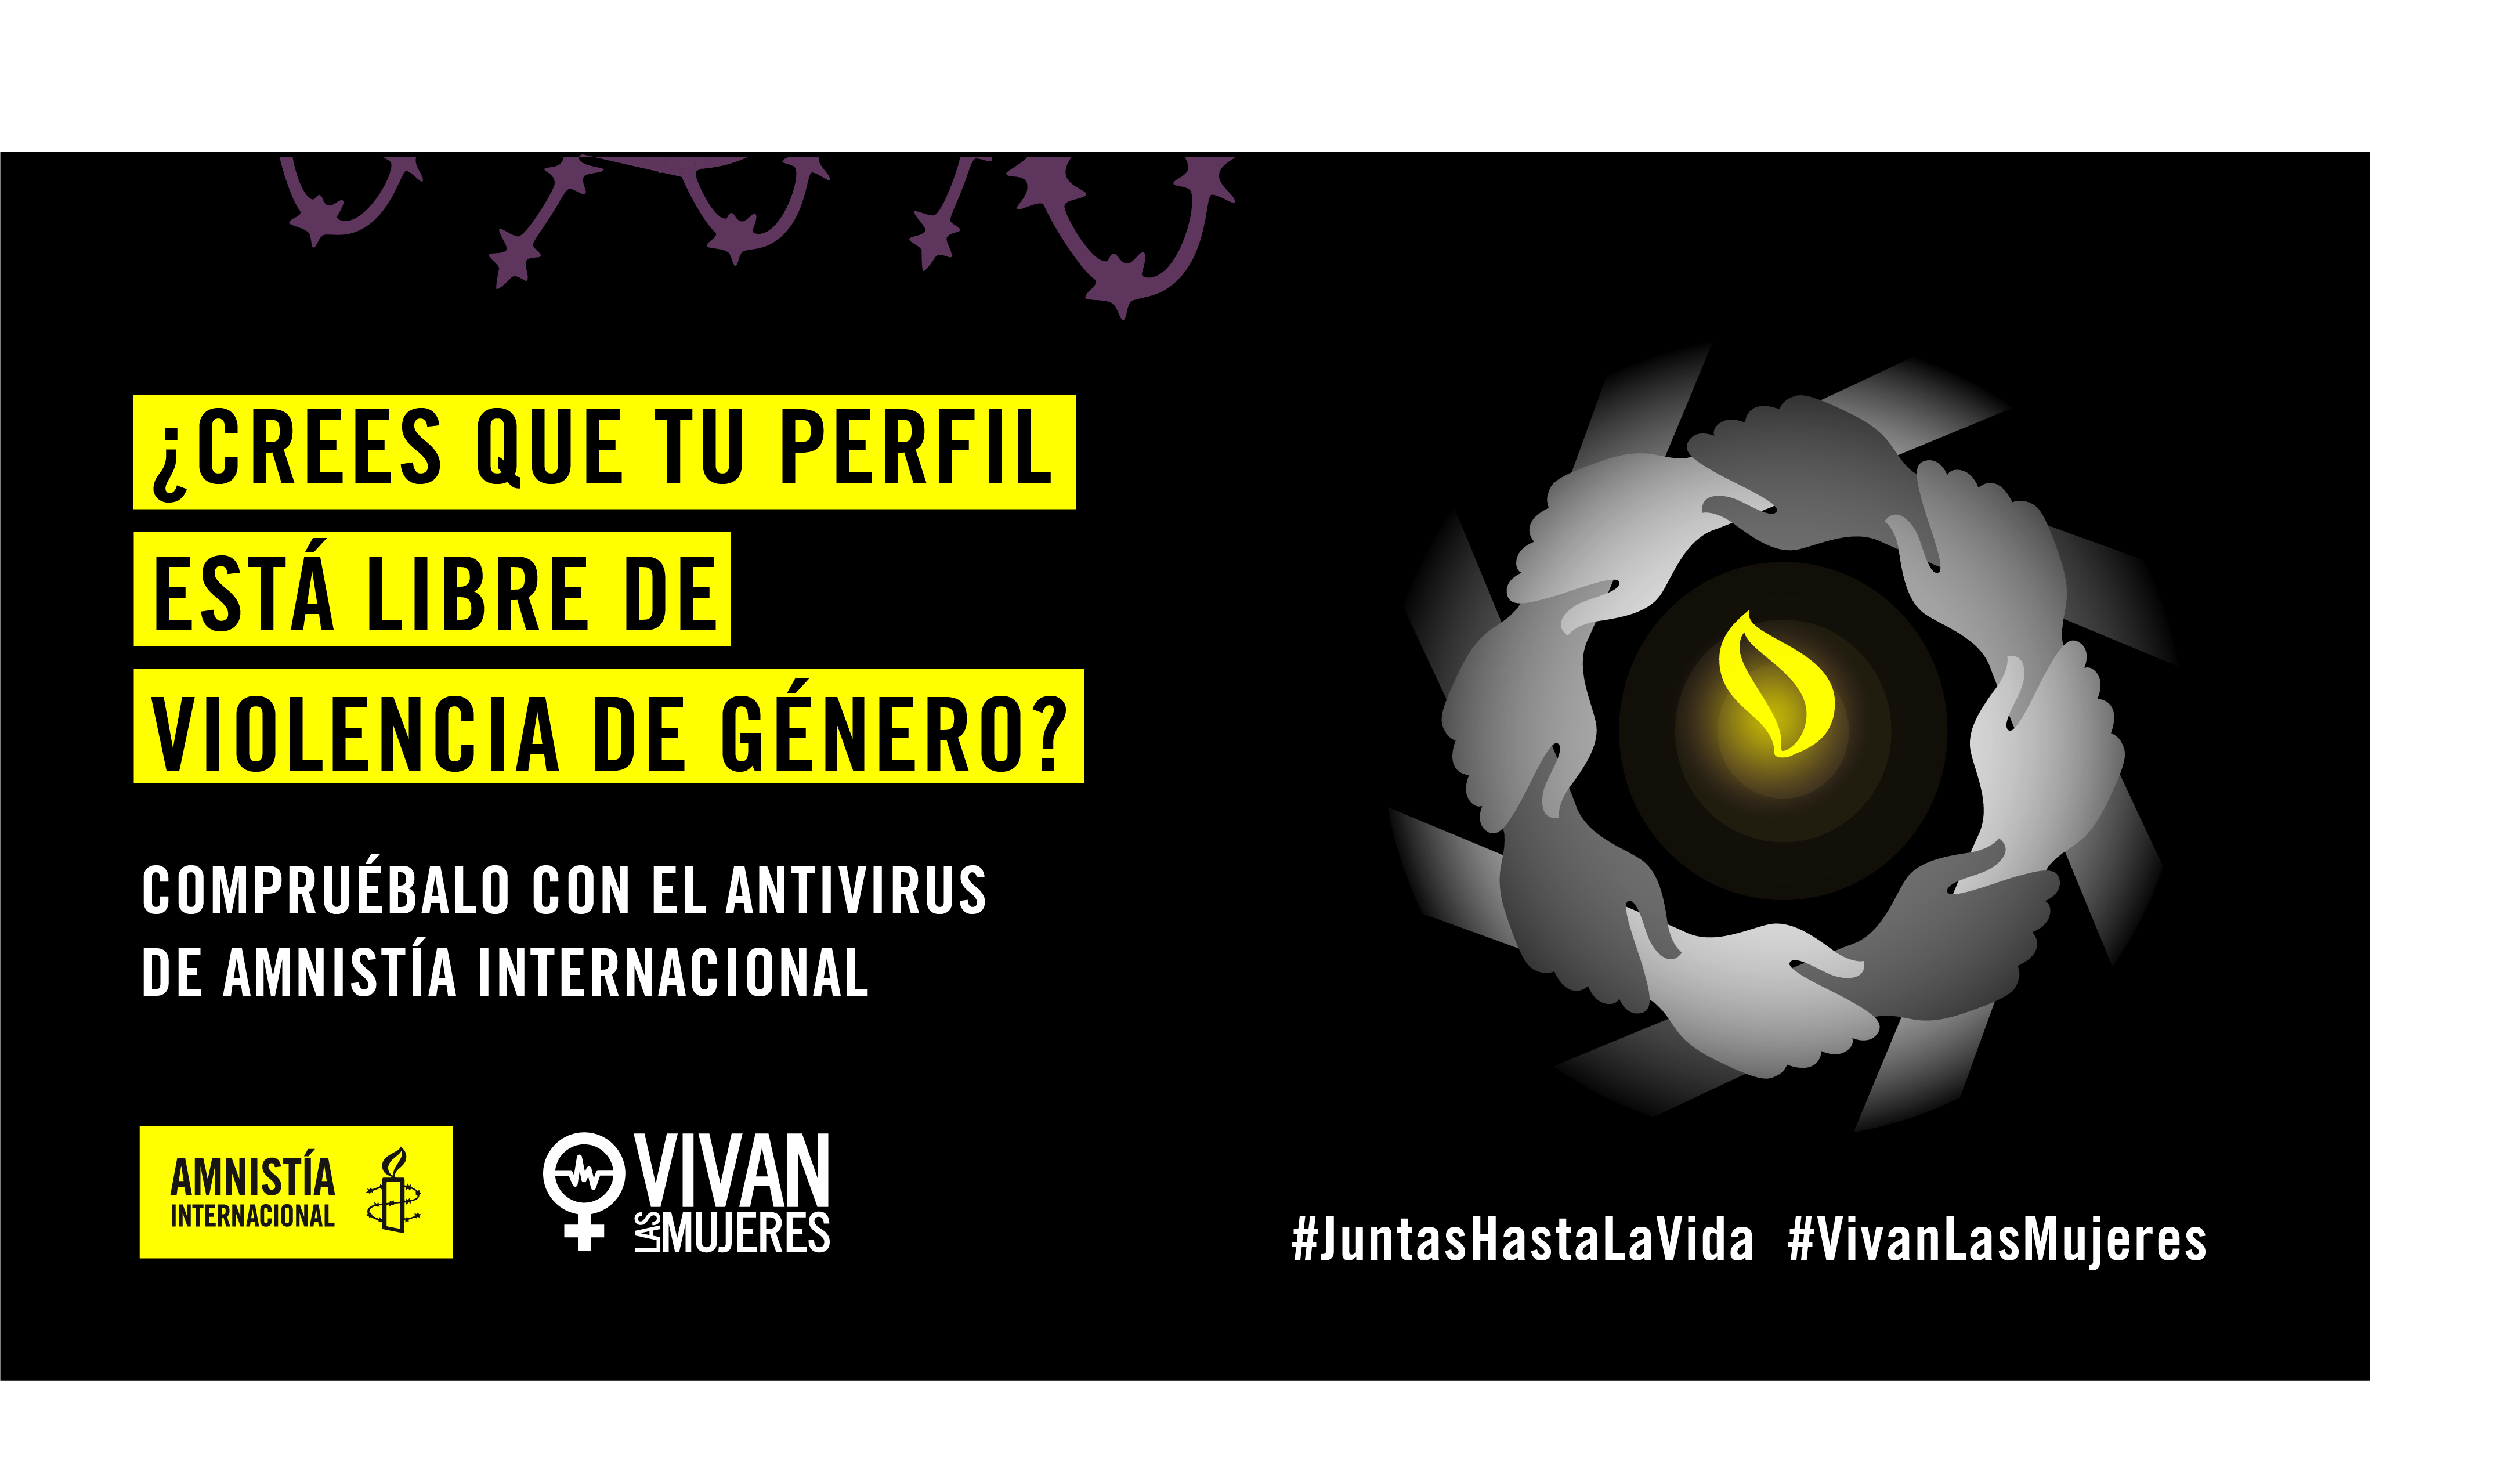 ¿CREES QUE TU PERFIL
ESTÁ LIBRE DE
VIOLENCIA DE GÉNERO?
COMPRUÉBALO CON EL ANTIVIRUS
DE AMNISTÍA INTERNACIONAL
AMNISTÍA
INTERNACIONAL
VIVAN
LAS MUJERES
#JuntasHastaLaVida #VivanLasMujeres